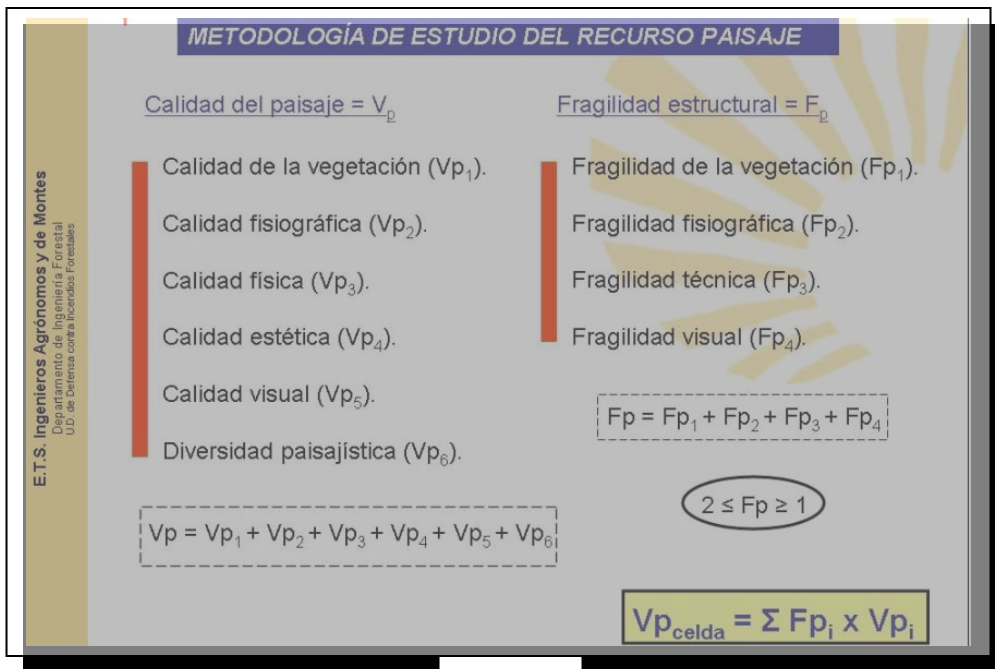 METODOLOGÍA DE ESTUDIO DEL RECURSO PAISAJE
E.T.S. Ingenieros Agrónomos y de Montes
Departamento de Ingeniería Forestal
U.D. de Defensa contra Incendios Forestales
Calidad del paisaje = Vp
Calidad de la vegetación (Vp₁).
Calidad fisiográfica (Vp₂).
Calidad física (Vp₃).
Calidad estética (Vp₄).
Calidad visual (Vp₅).
Diversidad paisajística (Vp₆).
Vp = Vp₁ + Vp₂ + Vp₃ + Vp₄ + Vp₅ + Vp₆
Fragilidad estructural = Fp
Fragilidad de la vegetación (Fp₁).
Fragilidad fisiográfica (Fp₂).
Fragilidad técnica (Fp₃).
Fragilidad visual (Fp₄).
Fp = Fp₁ + Fp₂ + Fp₃ + Fp₄
2 ≤ Fp ≥ 1
Vp celda = Σ Fpᵢ x Vpᵢ